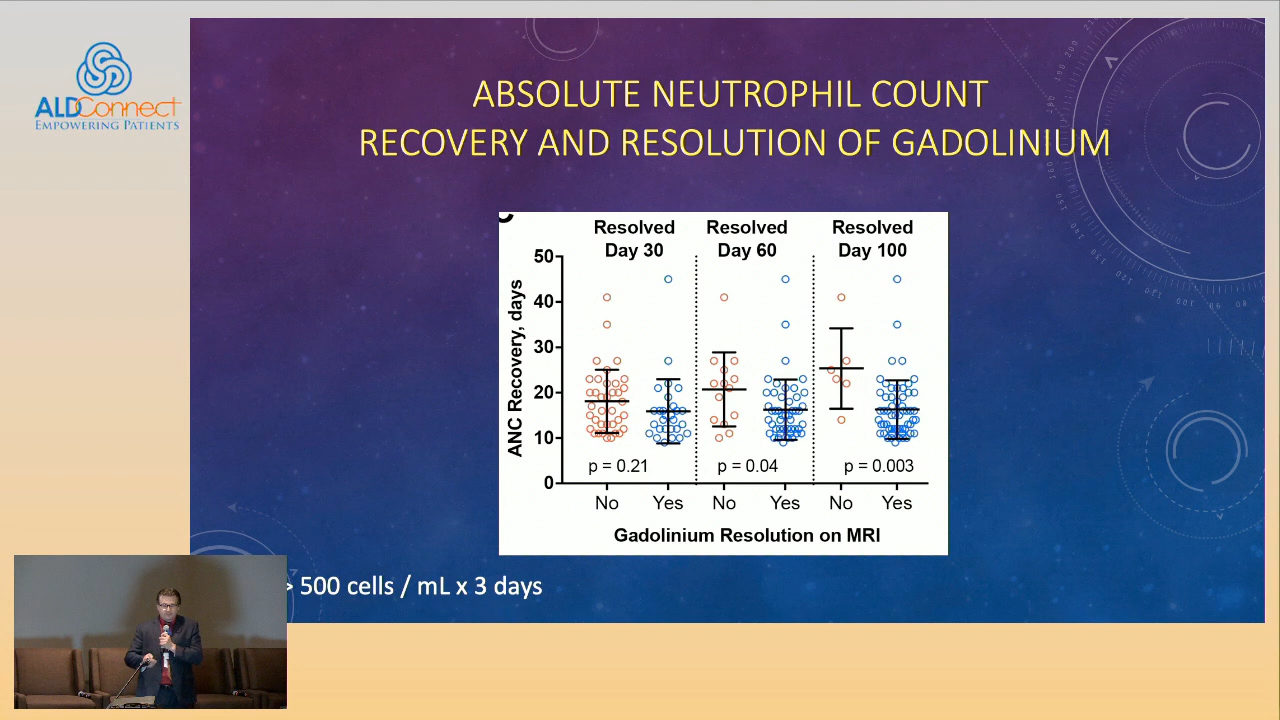 ALDConnect
EMPOWERING PATIENTS
ABSOLUTE NEUTROPHIL COUNT
RECOVERY AND RESOLUTION OF GADOLINIUM
Resolved Day 30
Resolved Day 60
Resolved Day 100
ANC Recovery, days
50
40
30
20
10
0
p = 0.21
p = 0.04
p = 0.003
No Yes No Yes No Yes
Gadolinium Resolution on MRI
> 500 cells / mL x 3 days